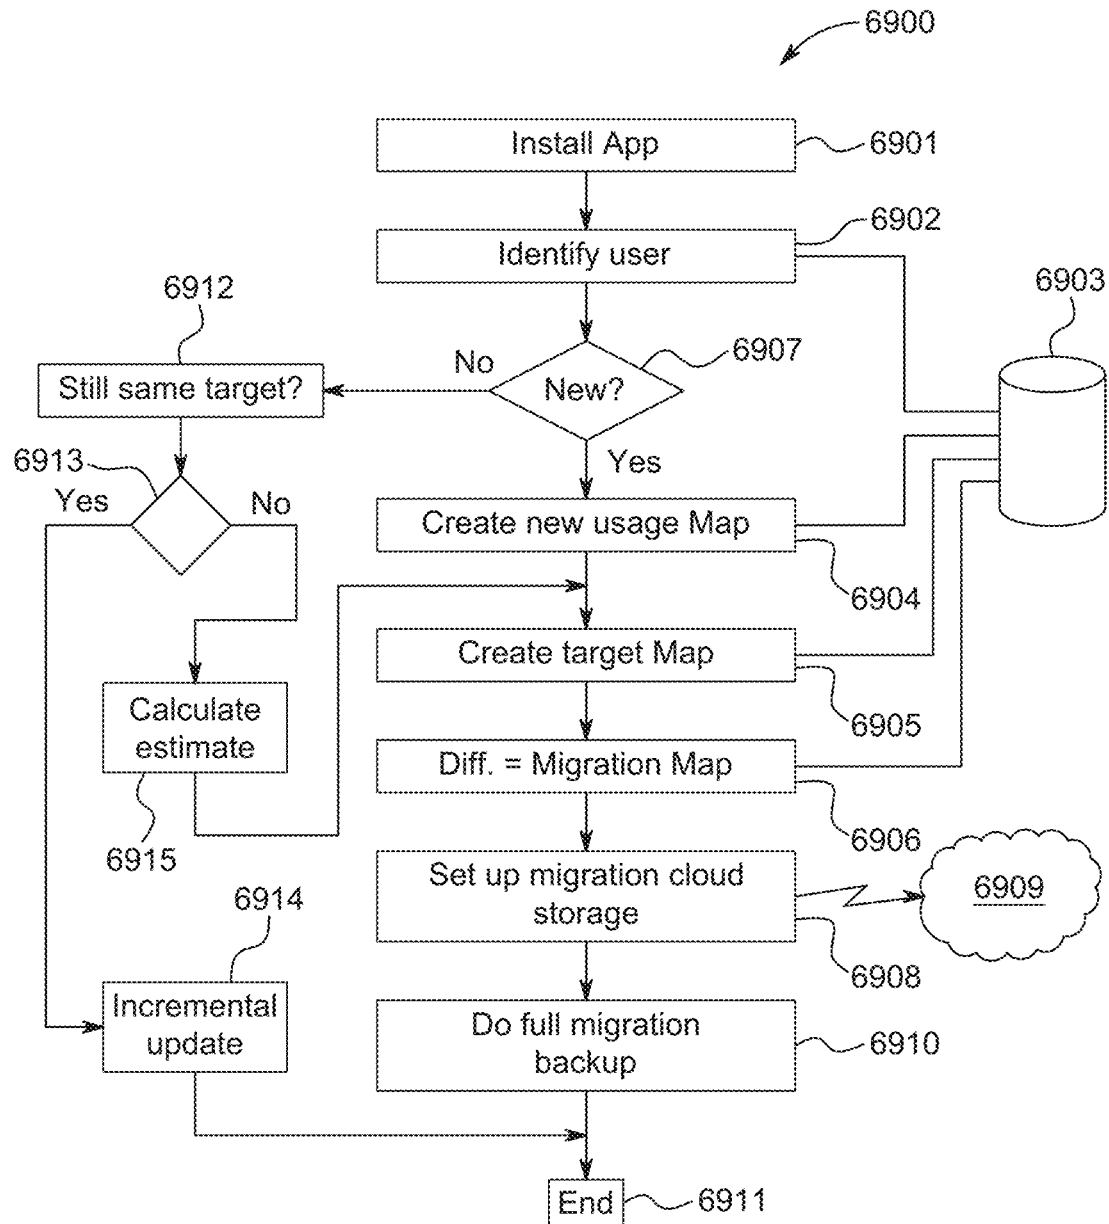 6900
Install App
6901
Identify user
6902
6903
6912
Still same target?
No
New?
6907
Yes
6913
Yes
No
Create new usage Map
6904
Create target Map
6905
Calculate
estimate
6915
Diff. = Migration Map
6906
Set up migration cloud
storage
6908
6909
6914
Incremental
update
Do full migration
backup
6910
End
6911